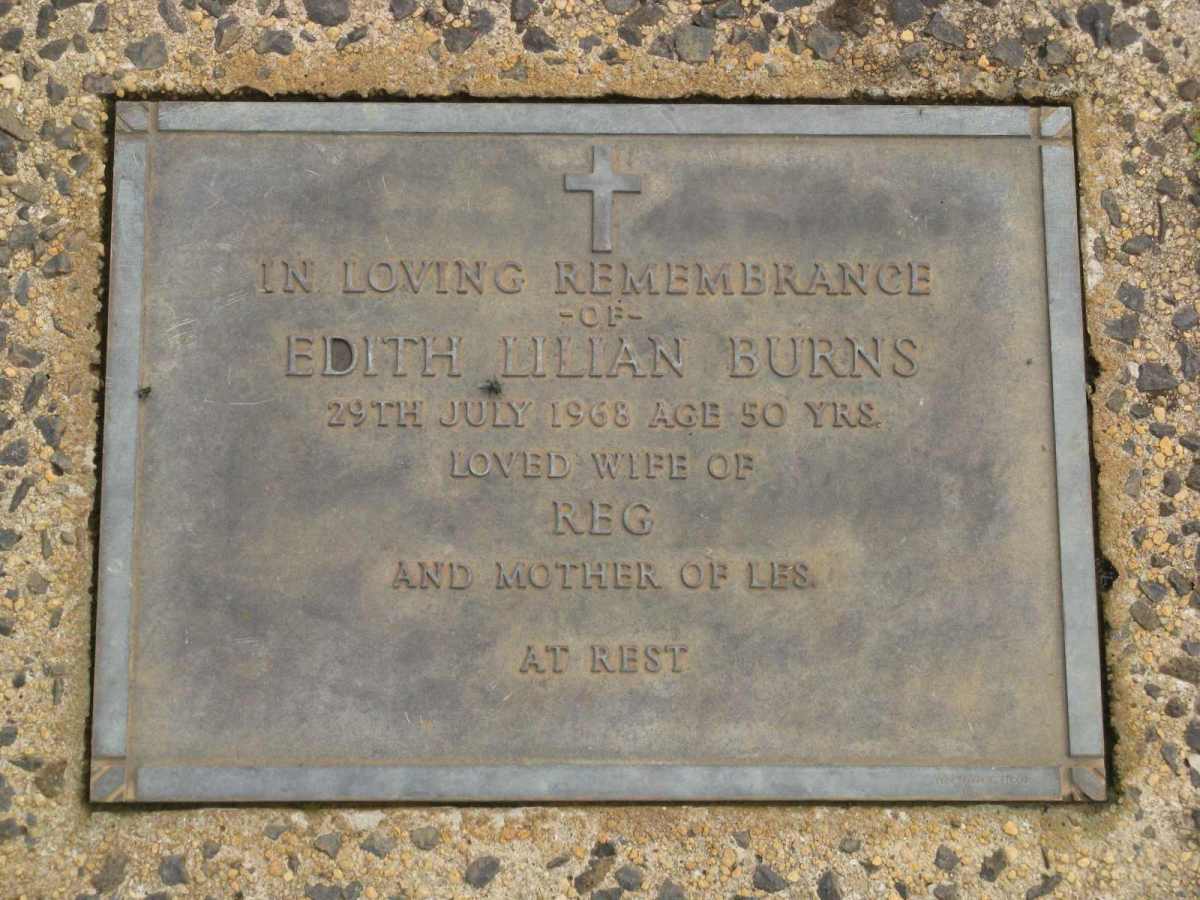 IN LOVING REMEMBRANCE
-OF-
EDITH LILIAN BURNS
29TH JULY 1968 AGE 50 YRS.
LOVED WIFE OF
REG
AND MOTHER OF LES.
AT REST